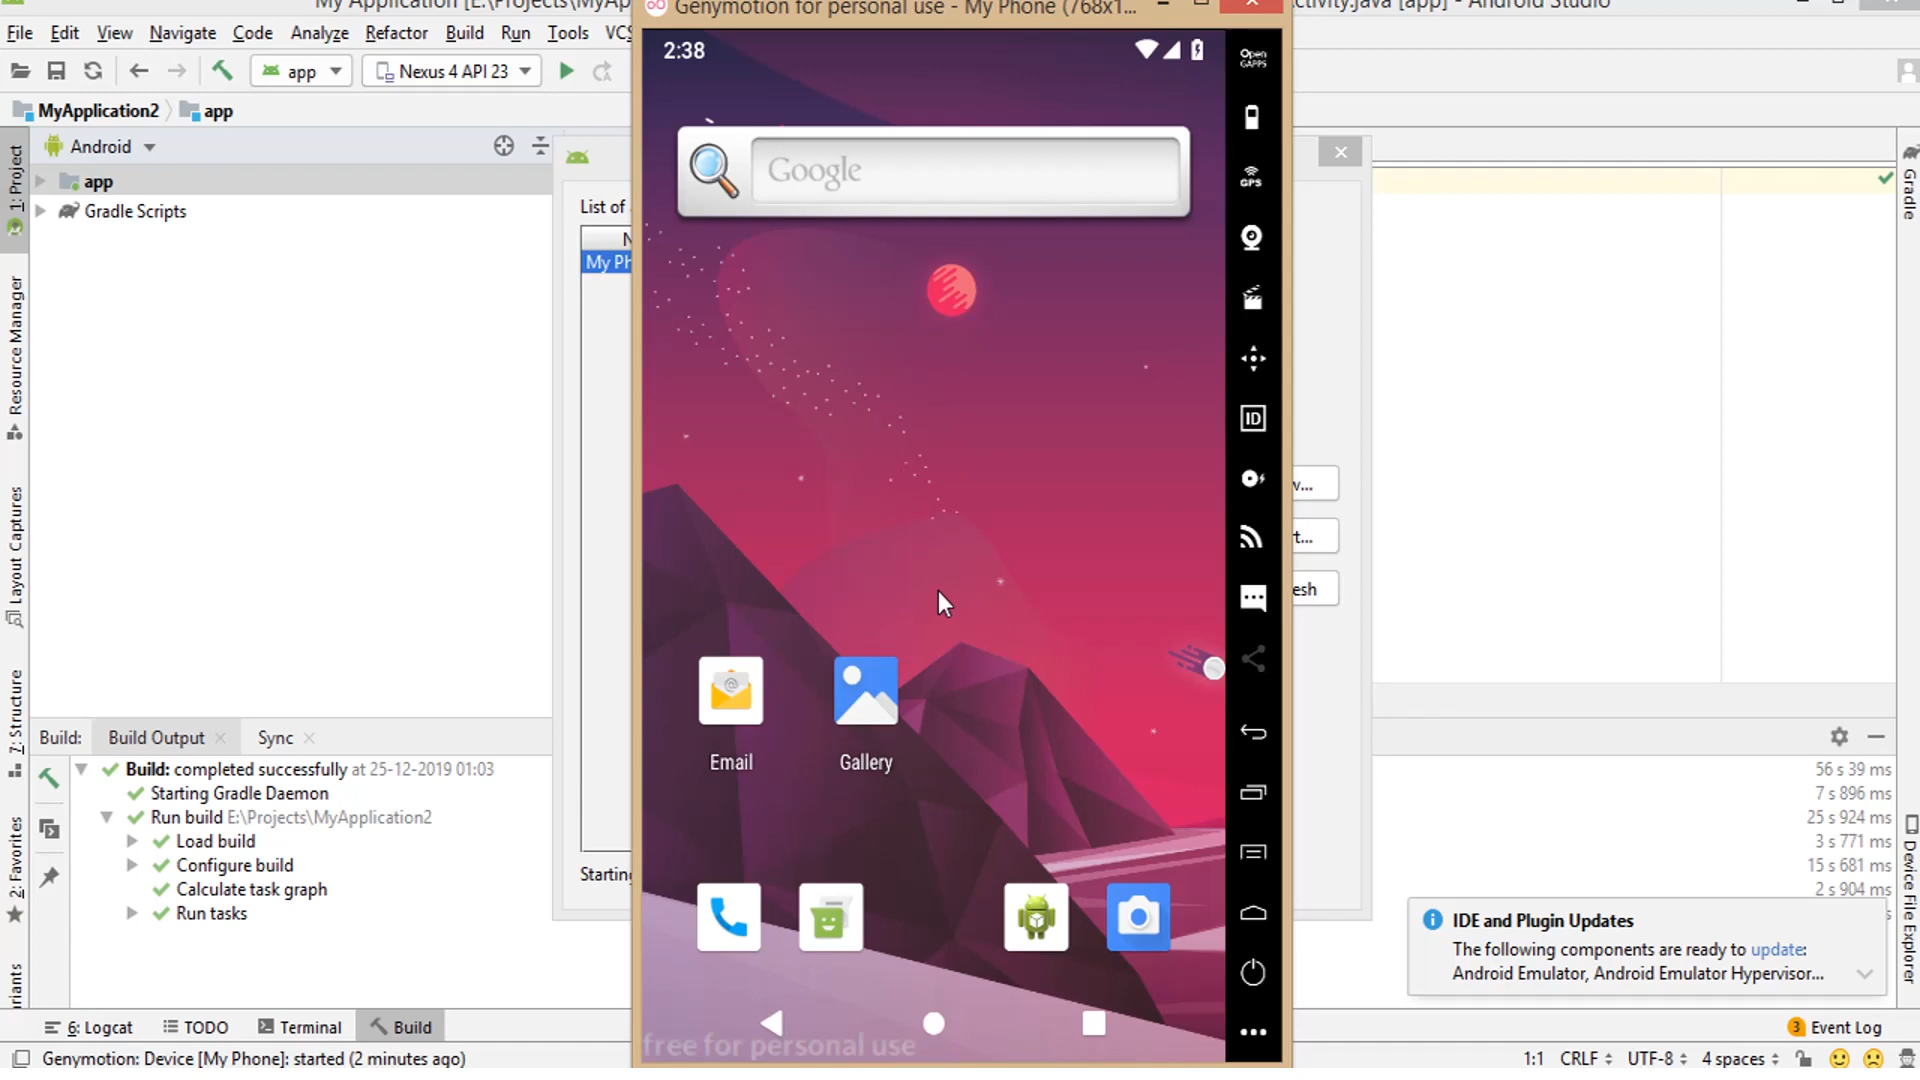 My Application [E:\Projects\MyAp
Activity.java [app] - Android Studio
Genymotion for personal use - My Phone (768x1...
File Edit View Navigate Code Analyze Refactor Build Run Tools VCS
app
Nexus 4 API 23
MyApplication2
app
Android
app
Gradle Scripts
1: Project
Resource Manager
Layout Captures
7: Structure
2: Favorites
riants
Gradle
Device File Explorer
List of
N
My Ph
w...
t...
esh
Starting
2:38
Google
Email
Gallery
free for personal use
Open
GAPPS
GPS
ID
Build:
Build Output
Sync
Build: completed successfully at 25-12-2019 01:03
56 s 39 ms
Starting Gradle Daemon
7 s 896 ms
Run build E:\Projects\MyApplication2
25 s 924 ms
Load build
3 s 771 ms
Configure build
15 s 681 ms
Calculate task graph
2 s 904 ms
Run tasks
IDE and Plugin Updates
The following components are ready to update:
Android Emulator, Android Emulator Hypervisor...
6: Logcat
TODO
Terminal
Build
3 Event Log
Genymotion: Device [My Phone]: started (2 minutes ago)
1:1 CRLF UTF-8 4 spaces